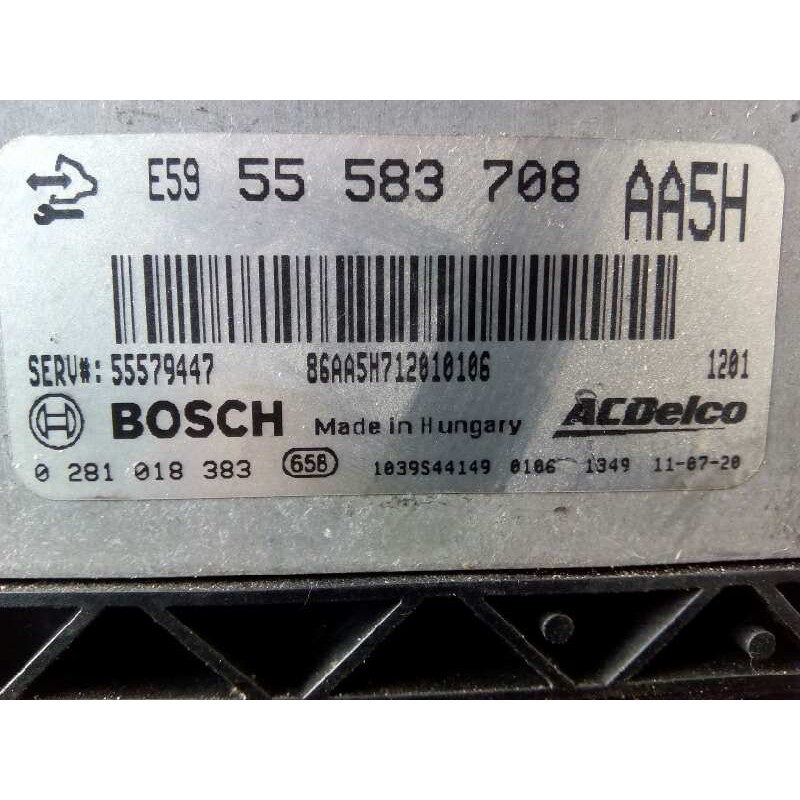 E59 55 583 708 AA5H
SERV#: 55579447 86AA5H712010106 1201
BOSCH Made in Hungary ACDelco
0 281 018 383 658 1039S44149 0106 1349 11-07-20